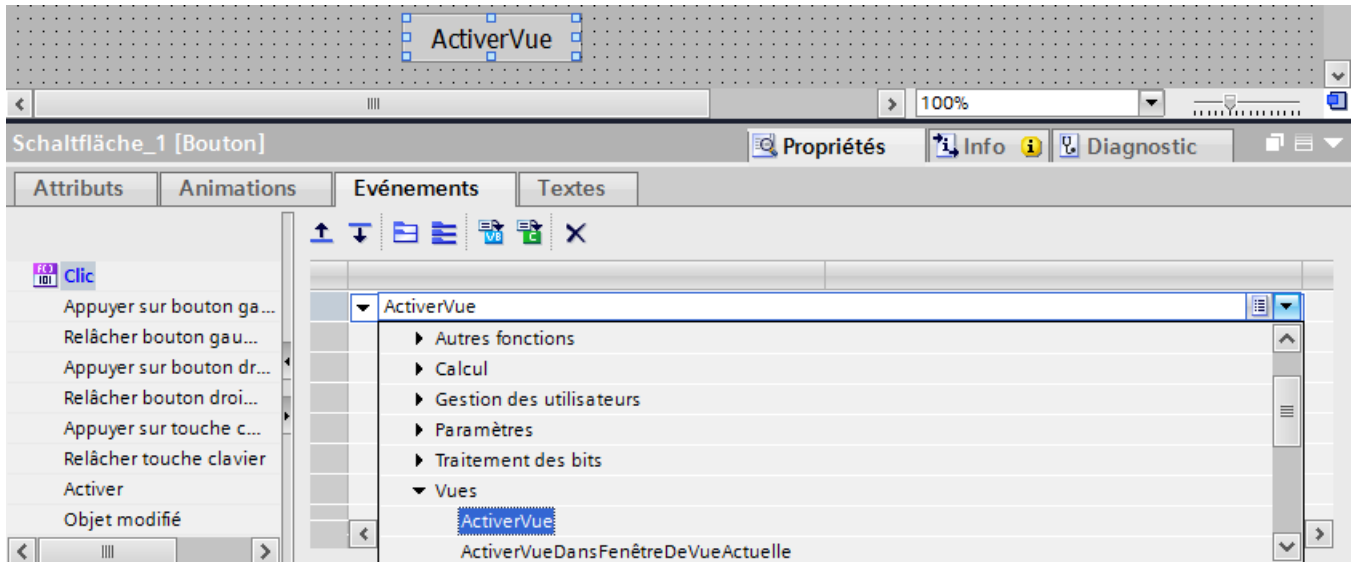 ActiverVue
100%
Schaltfläche_1 [Bouton]
Propriétés
Info
Diagnostic
Attributs
Animations
Evénements
Textes
Clic
Appuyer sur bouton ga...
Relâcher bouton gau...
Appuyer sur bouton dr...
Relâcher bouton droi...
Appuyer sur touche c...
Relâcher touche clavier
Activer
Objet modifié
ActiverVue
Autres fonctions
Calcul
Gestion des utilisateurs
Paramètres
Traitement des bits
Vues
ActiverVue
ActiverVueDansFenêtreDeVueActuelle